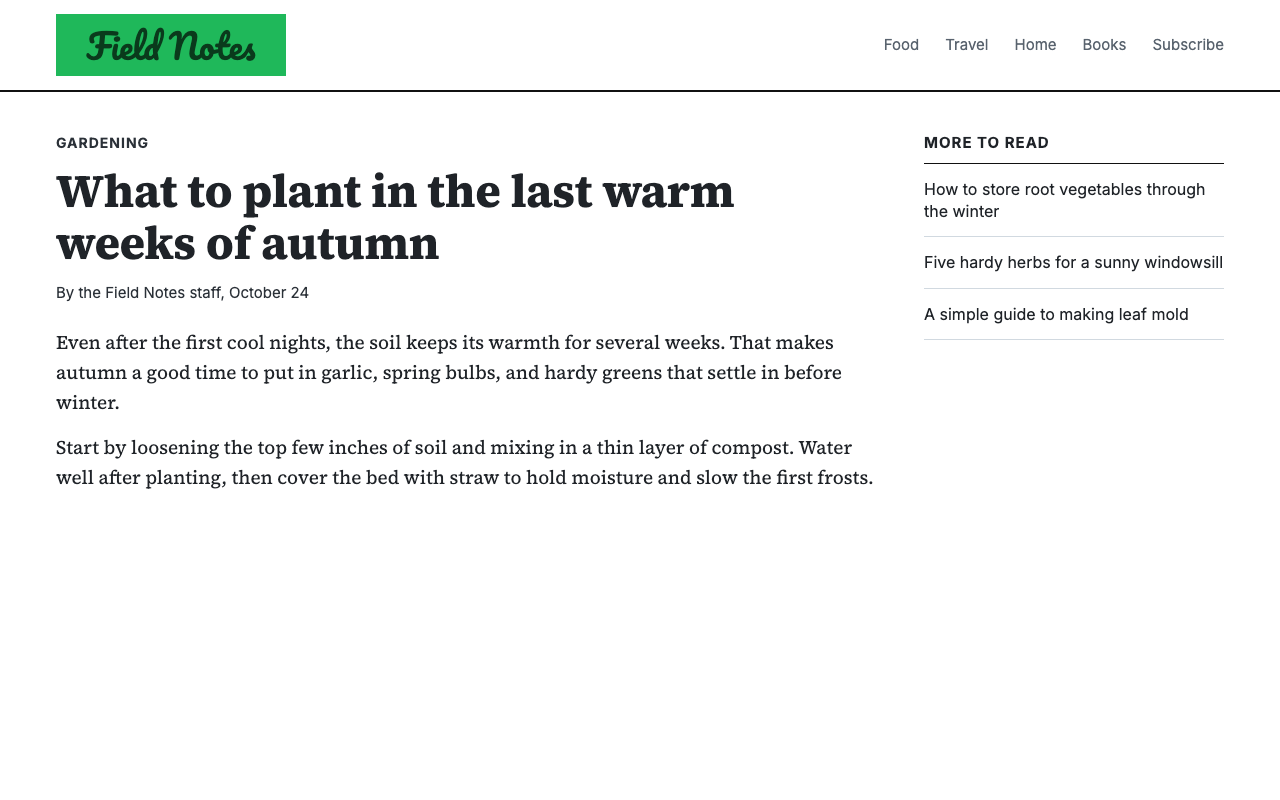 Field Notes
Food Travel Home Books Subscribe
GARDENING
What to plant in the last warm
weeks of autumn
By the Field Notes staff, October 24
Even after the first cool nights, the soil keeps its warmth for several weeks. That makes
autumn a good time to put in garlic, spring bulbs, and hardy greens that settle in before
winter.
Start by loosening the top few inches of soil and mixing in a thin layer of compost. Water
well after planting, then cover the bed with straw to hold moisture and slow the first frosts.
MORE TO READ
How to store root vegetables through
the winter
Five hardy herbs for a sunny windowsill
A simple guide to making leaf mold